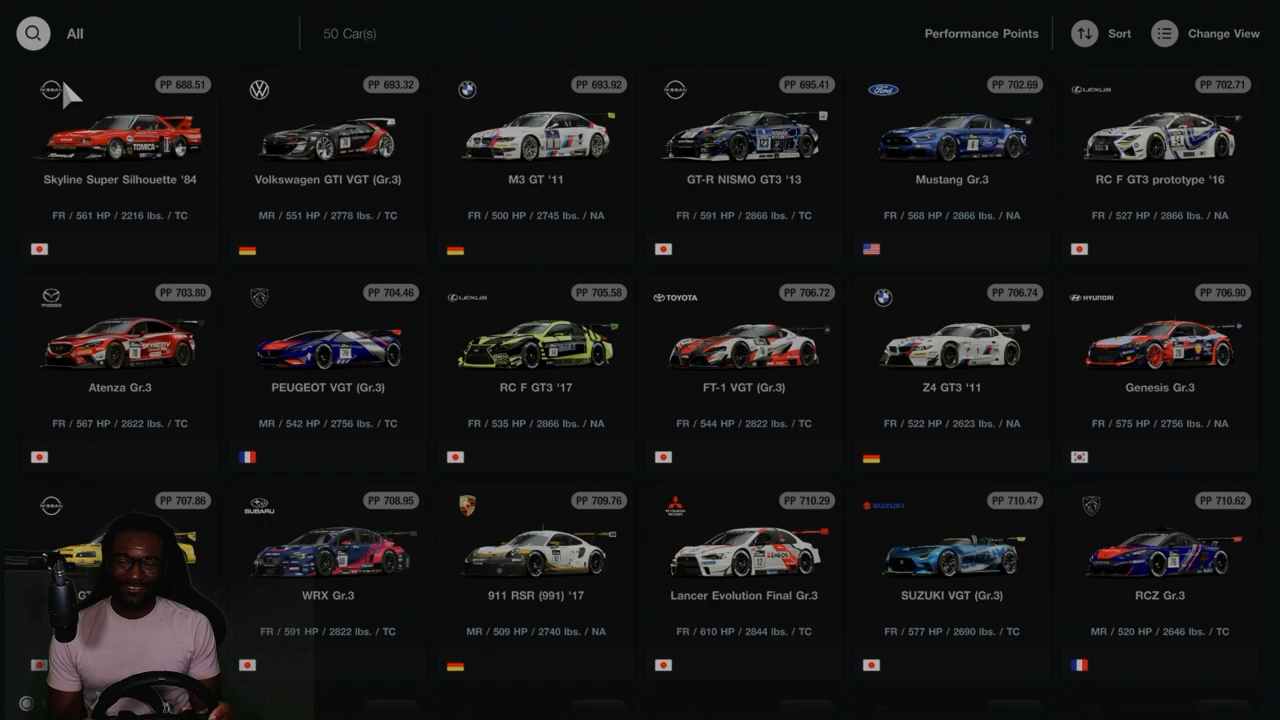 All
50 Car(s)
Performance Points
Sort
Change View
PP 688.51
PP 693.32
PP 693.92
PP 695.41
PP 702.69
PP 702.71
Skyline Super Silhouette '84
Volkswagen GTI VGT (Gr.3)
M3 GT '11
GT-R NISMO GT3 '13
Mustang Gr.3
RC F GT3 prototype '16
FR / 561 HP / 2216 lbs. / TC
MR / 551 HP / 2778 lbs. / TC
FR / 500 HP / 2745 lbs. / NA
FR / 591 HP / 2866 lbs. / TC
FR / 568 HP / 2866 lbs. / NA
FR / 527 HP / 2866 lbs. / NA
PP 703.80
PP 704.46
LEXUS
PP 705.58
TOYOTA
PP 706.72
PP 706.74
HYUNDAI
PP 706.90
Atenza Gr.3
PEUGEOT VGT (Gr.3)
RC F GT3 '17
FT-1 VGT (Gr.3)
Z4 GT3 '11
Genesis Gr.3
FR / 567 HP / 2822 lbs. / TC
MR / 542 HP / 2756 lbs. / TC
FR / 535 HP / 2866 lbs. / NA
FR / 544 HP / 2822 lbs. / TC
FR / 522 HP / 2623 lbs. / NA
FR / 575 HP / 2756 lbs. / NA
PP 707.86
SUBARU
PP 708.95
PP 709.76
PP 710.29
SUZUKI
PP 710.47
PP 710.62
WRX Gr.3
911 RSR (991) '17
Lancer Evolution Final Gr.3
SUZUKI VGT (Gr.3)
RCZ Gr.3
FR / 591 HP / 2822 lbs. / TC
MR / 509 HP / 2740 lbs. / NA
FR / 610 HP / 2844 lbs. / TC
FR / 577 HP / 2690 lbs. / TC
MR / 520 HP / 2646 lbs. / TC